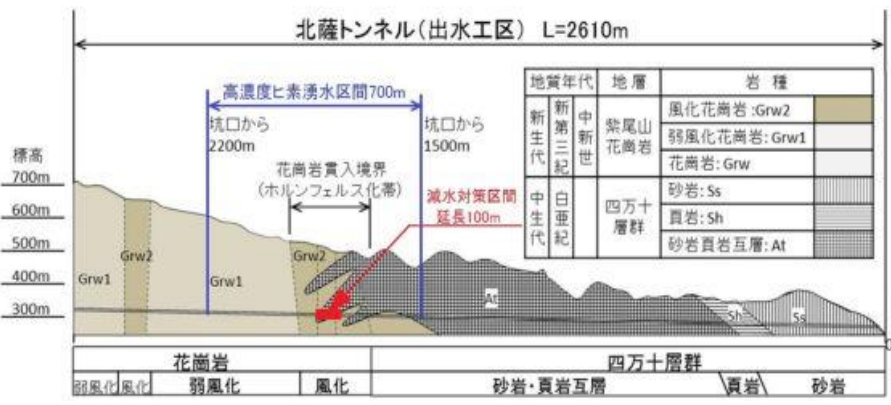 北薩トンネル(出水工区) L=2610m
高濃度ヒ素湧水区間700m
坑口から
2200m
坑口から
1500m
花崗岩貫入境界
(ホルンフェルス化帯)
減水対策区間
延長100m
標高
700m
600m
500m
400m
300m
地質年代 地層 岩種
新生代 新第三紀 中新世 紫尾山花崗岩
風化花崗岩:Grw2
弱風化花崗岩:Grw1
花崗岩:Grw
中生代 白亜紀 四万十層群
砂岩:Ss
頁岩:Sh
砂岩頁岩互層:At
Grw1
Grw2
Grw1
Grw2
At
Sh
Ss
花崗岩 四万十層群
弱風化 風化 弱風化 風化 砂岩・頁岩互層 頁岩 砂岩